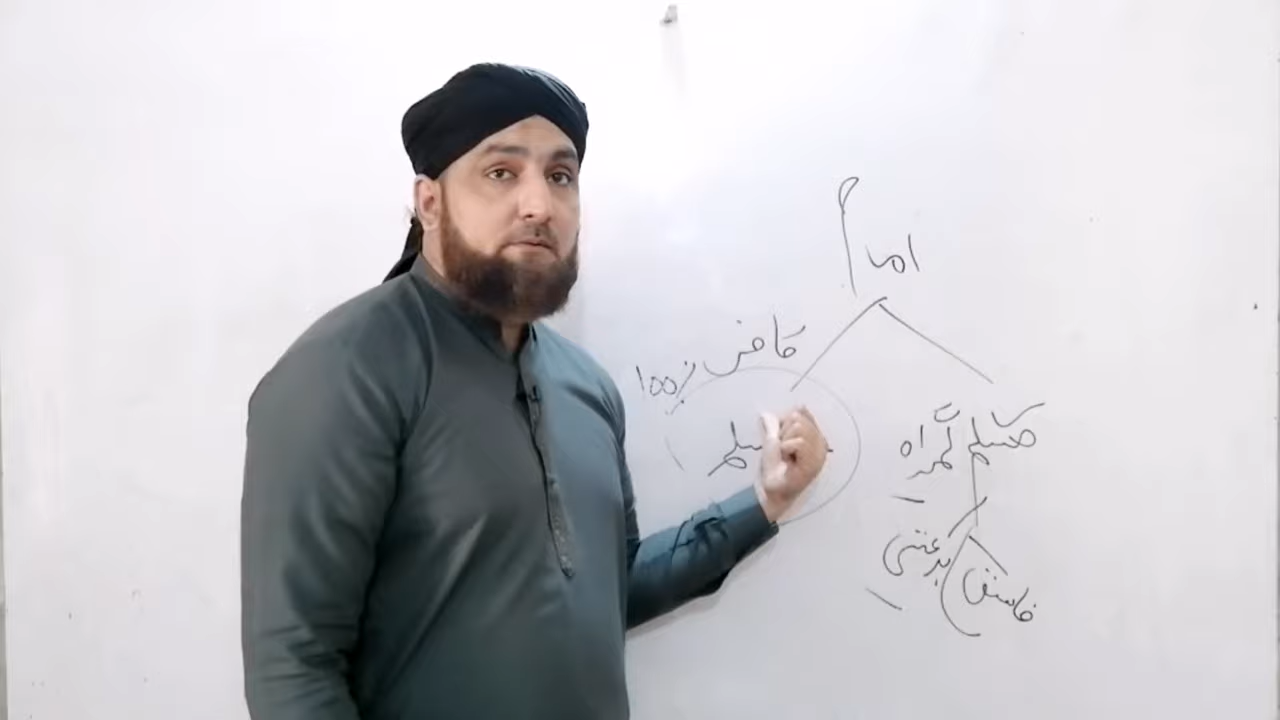 امام
کافر 100٪
مسلم گمراہ
بدعتی
فاسق